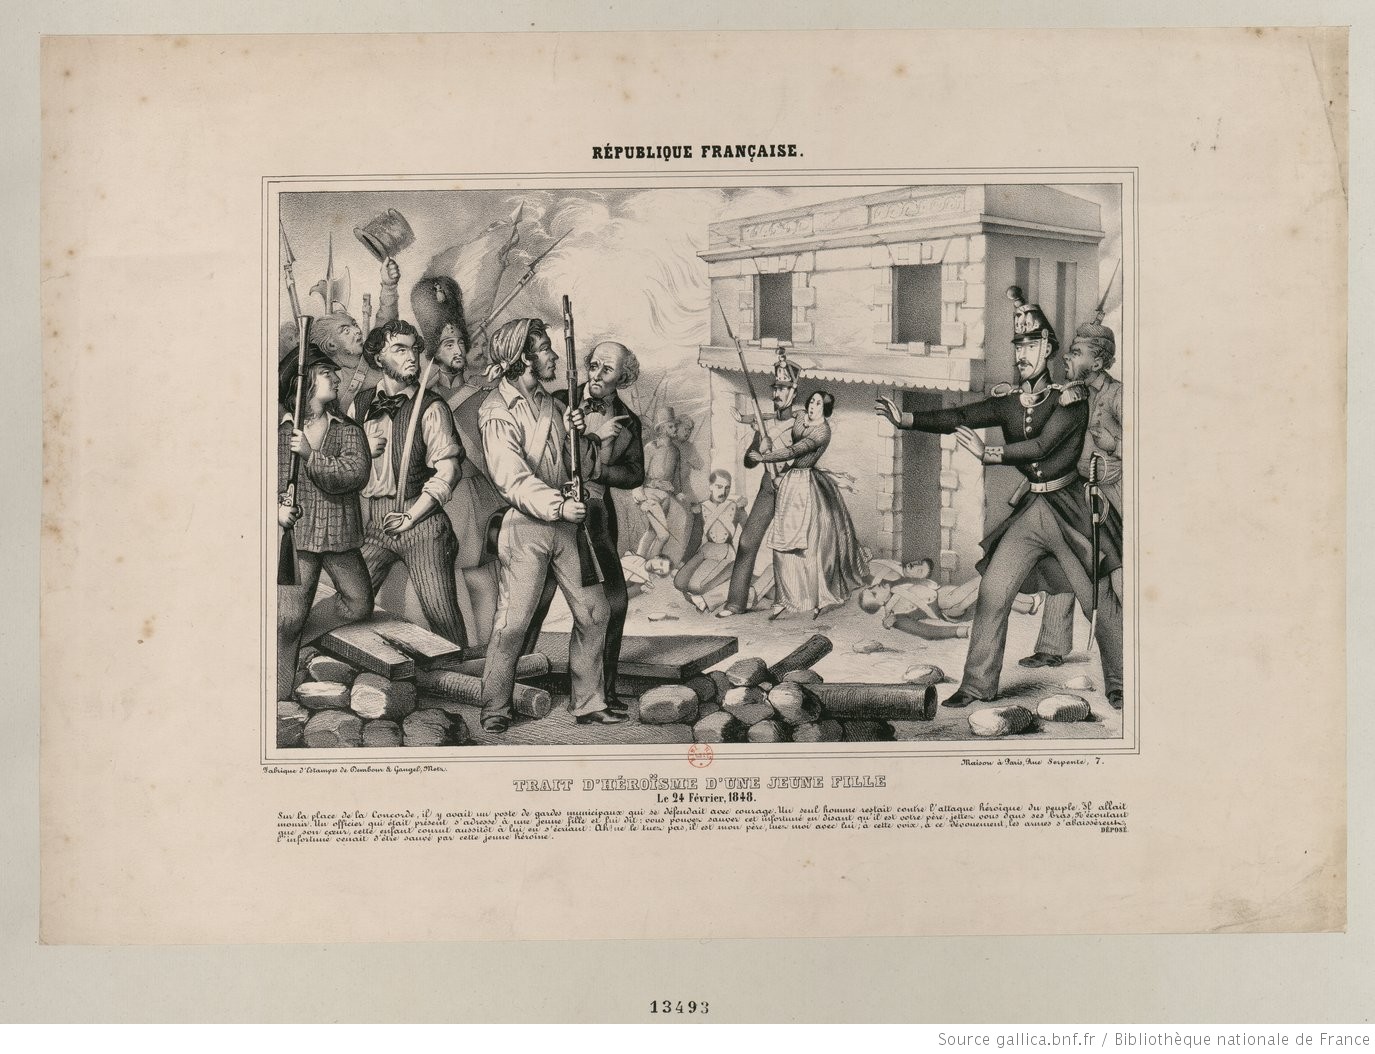 RÉPUBLIQUE FRANÇAISE.
Fabrique d'Estampes de Dembour & Gangel, Metz.
Maison à Paris, Rue Serpente, 7.
TRAIT D'HÉROÏSME D'UNE JEUNE FILLE
Le 24 Février, 1848.
Sur la place de la Concorde, il y avait un poste de gardes municipaux qui se défendait avec courage. Un seul homme restait contre l'attaque héroïque du peuple. Il allait
mourir. Un officier qui était présent s'adresse à une jeune fille et lui dit: vous pouvez sauver cet infortuné en disant qu'il est votre père, jettez vous dans ses bras, N'écoutant
que son cœur, cette enfant courut aussitôt à lui en s'écriant: Ah! ne le tuez pas, il est mon père, tuez moi avec lui; à cette voix, à ce dévouement, les armes s'abaissèrent,
l'infortuné venait d'être sauvé par cette jeune héroïne.
DÉPOSÉ.
13493
Source gallica.bnf.fr / Bibliothèque nationale de France